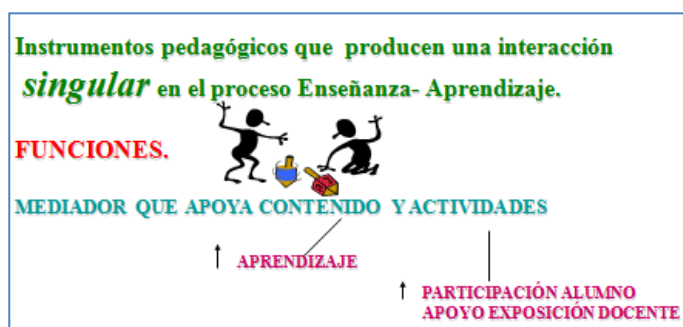 Instrumentos pedagógicos que producen una interacción
singular en el proceso Enseñanza- Aprendizaje.
FUNCIONES.
MEDIADOR QUE APOYA CONTENIDO Y ACTIVIDADES
↑ APRENDIZAJE
↑ PARTICIPACIÓN ALUMNO
APOYO EXPOSICIÓN DOCENTE